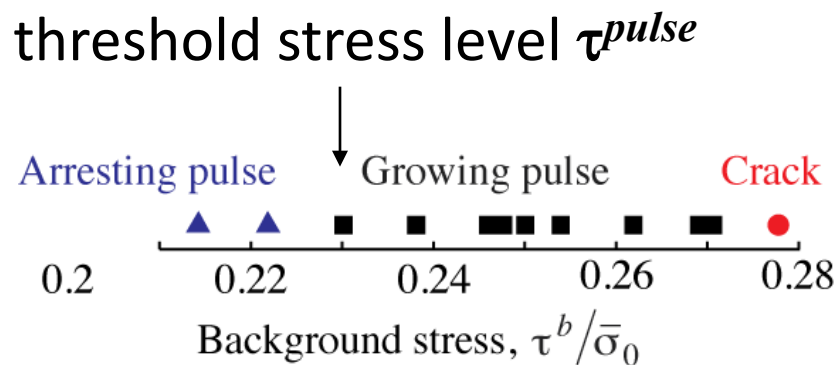 threshold stress level τ^pulse
Arresting pulse Growing pulse Crack
0.2 0.22 0.24 0.26 0.28
Background stress, τ^b/σ̄_0